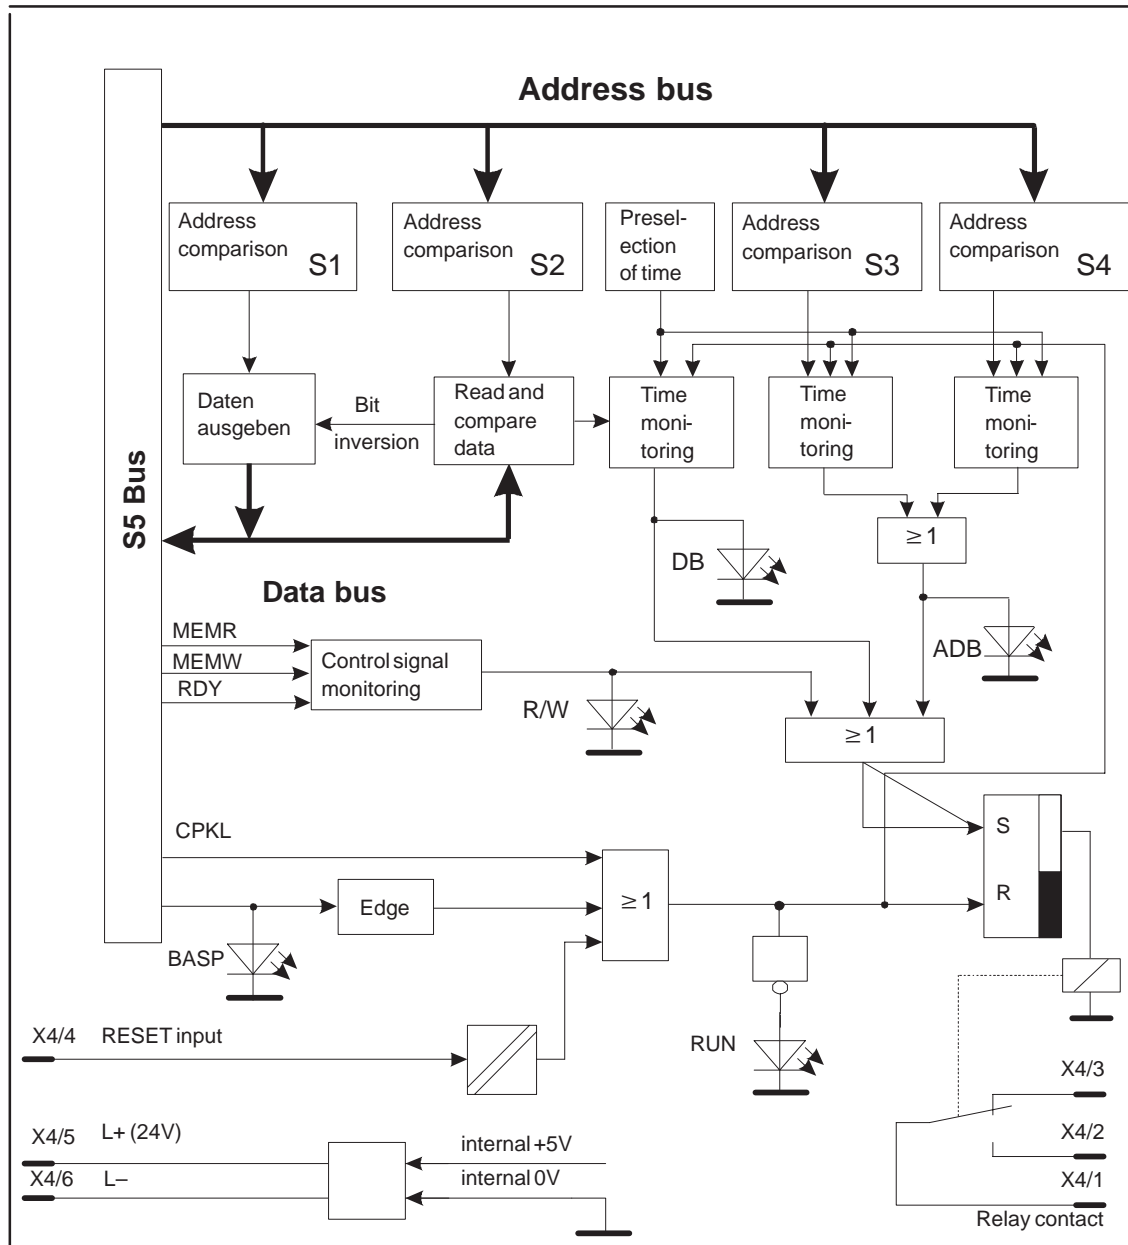 Address bus
Address
comparison
S1
Address
comparison
S2
Presel-
ection
of time
Address
comparison
S3
Address
comparison
S4
Daten
ausgeben
Bit
inversion
Read and
compare
data
Time
moni-
toring
Time
moni-
toring
Time
moni-
toring
S5 Bus
≥ 1
DB
Data bus
ADB
MEMR
MEMW
RDY
Control signal
monitoring
R/W
≥ 1
CPKL
S
R
Edge
≥ 1
BASP
X4/4 RESET input
RUN
X4/3
X4/5 L+ (24V)
internal +5V
X4/2
X4/6 L–
internal 0V
X4/1
Relay contact